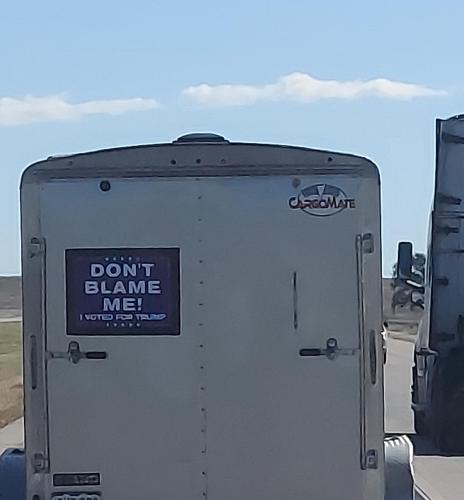 CARGOMATE
DON'T
BLAME
ME!
I VOTED FOR TRUMP